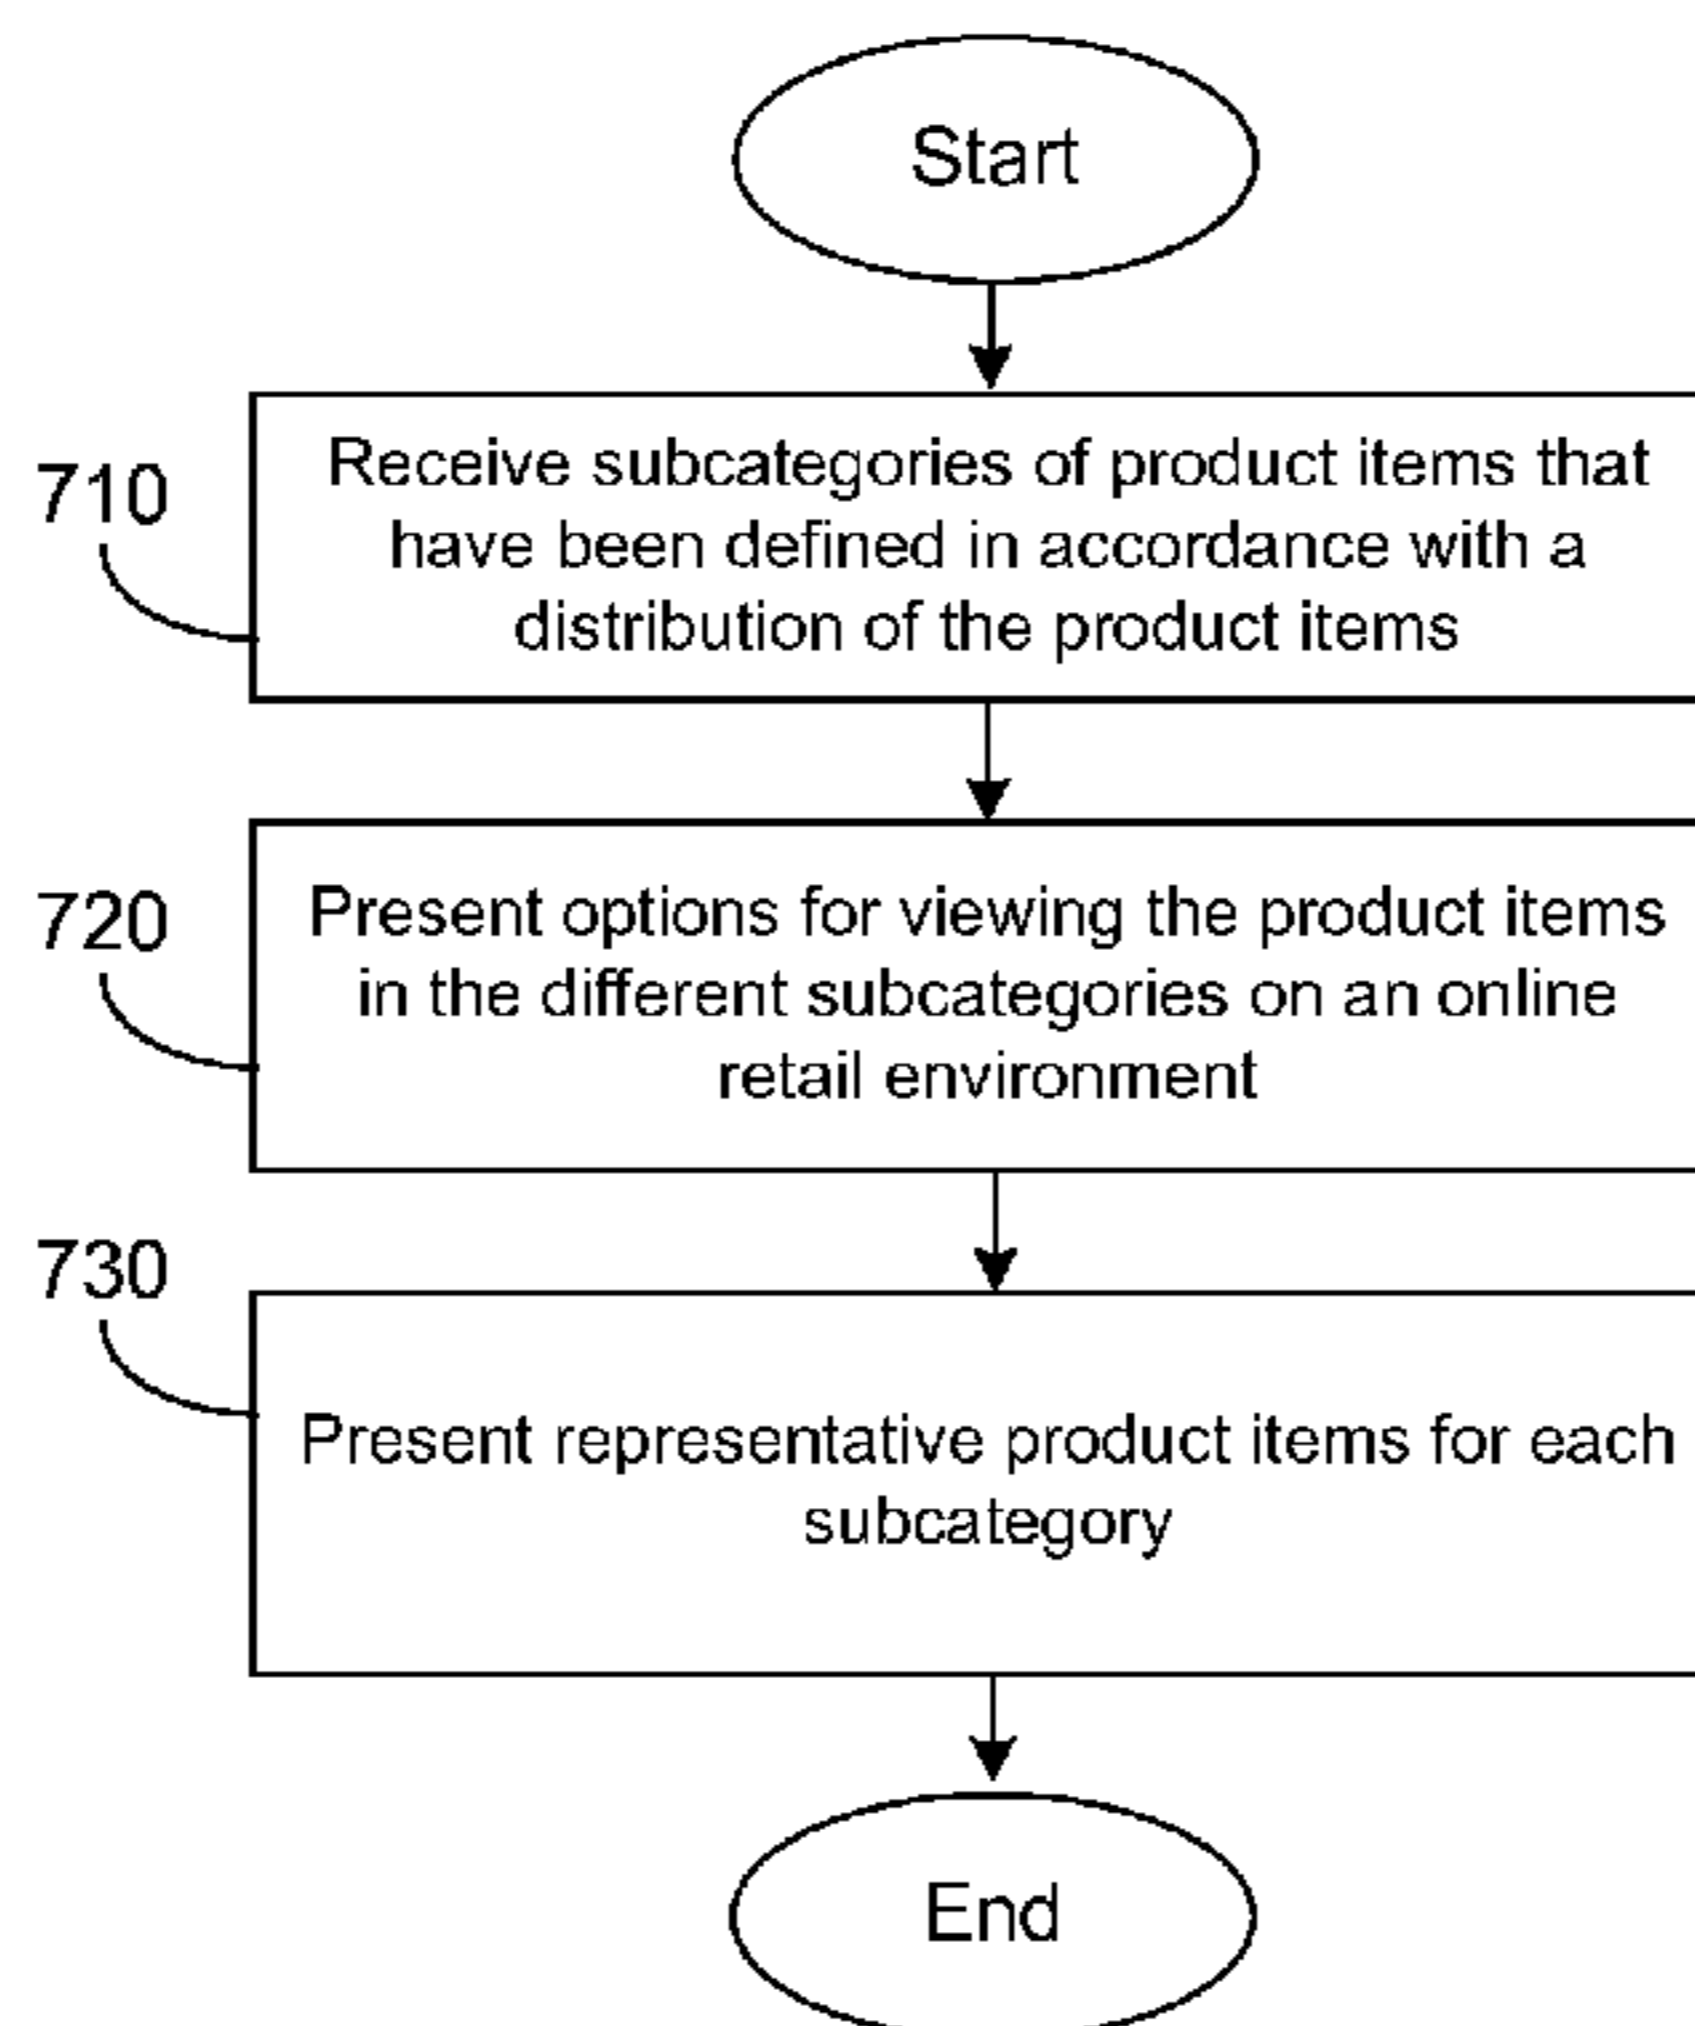 Start
710
Receive subcategories of product items that
have been defined in accordance with a
distribution of the product items
720
Present options for viewing the product items
in the different subcategories on an online
retail environment
730
Present representative product items for each
subcategory
End